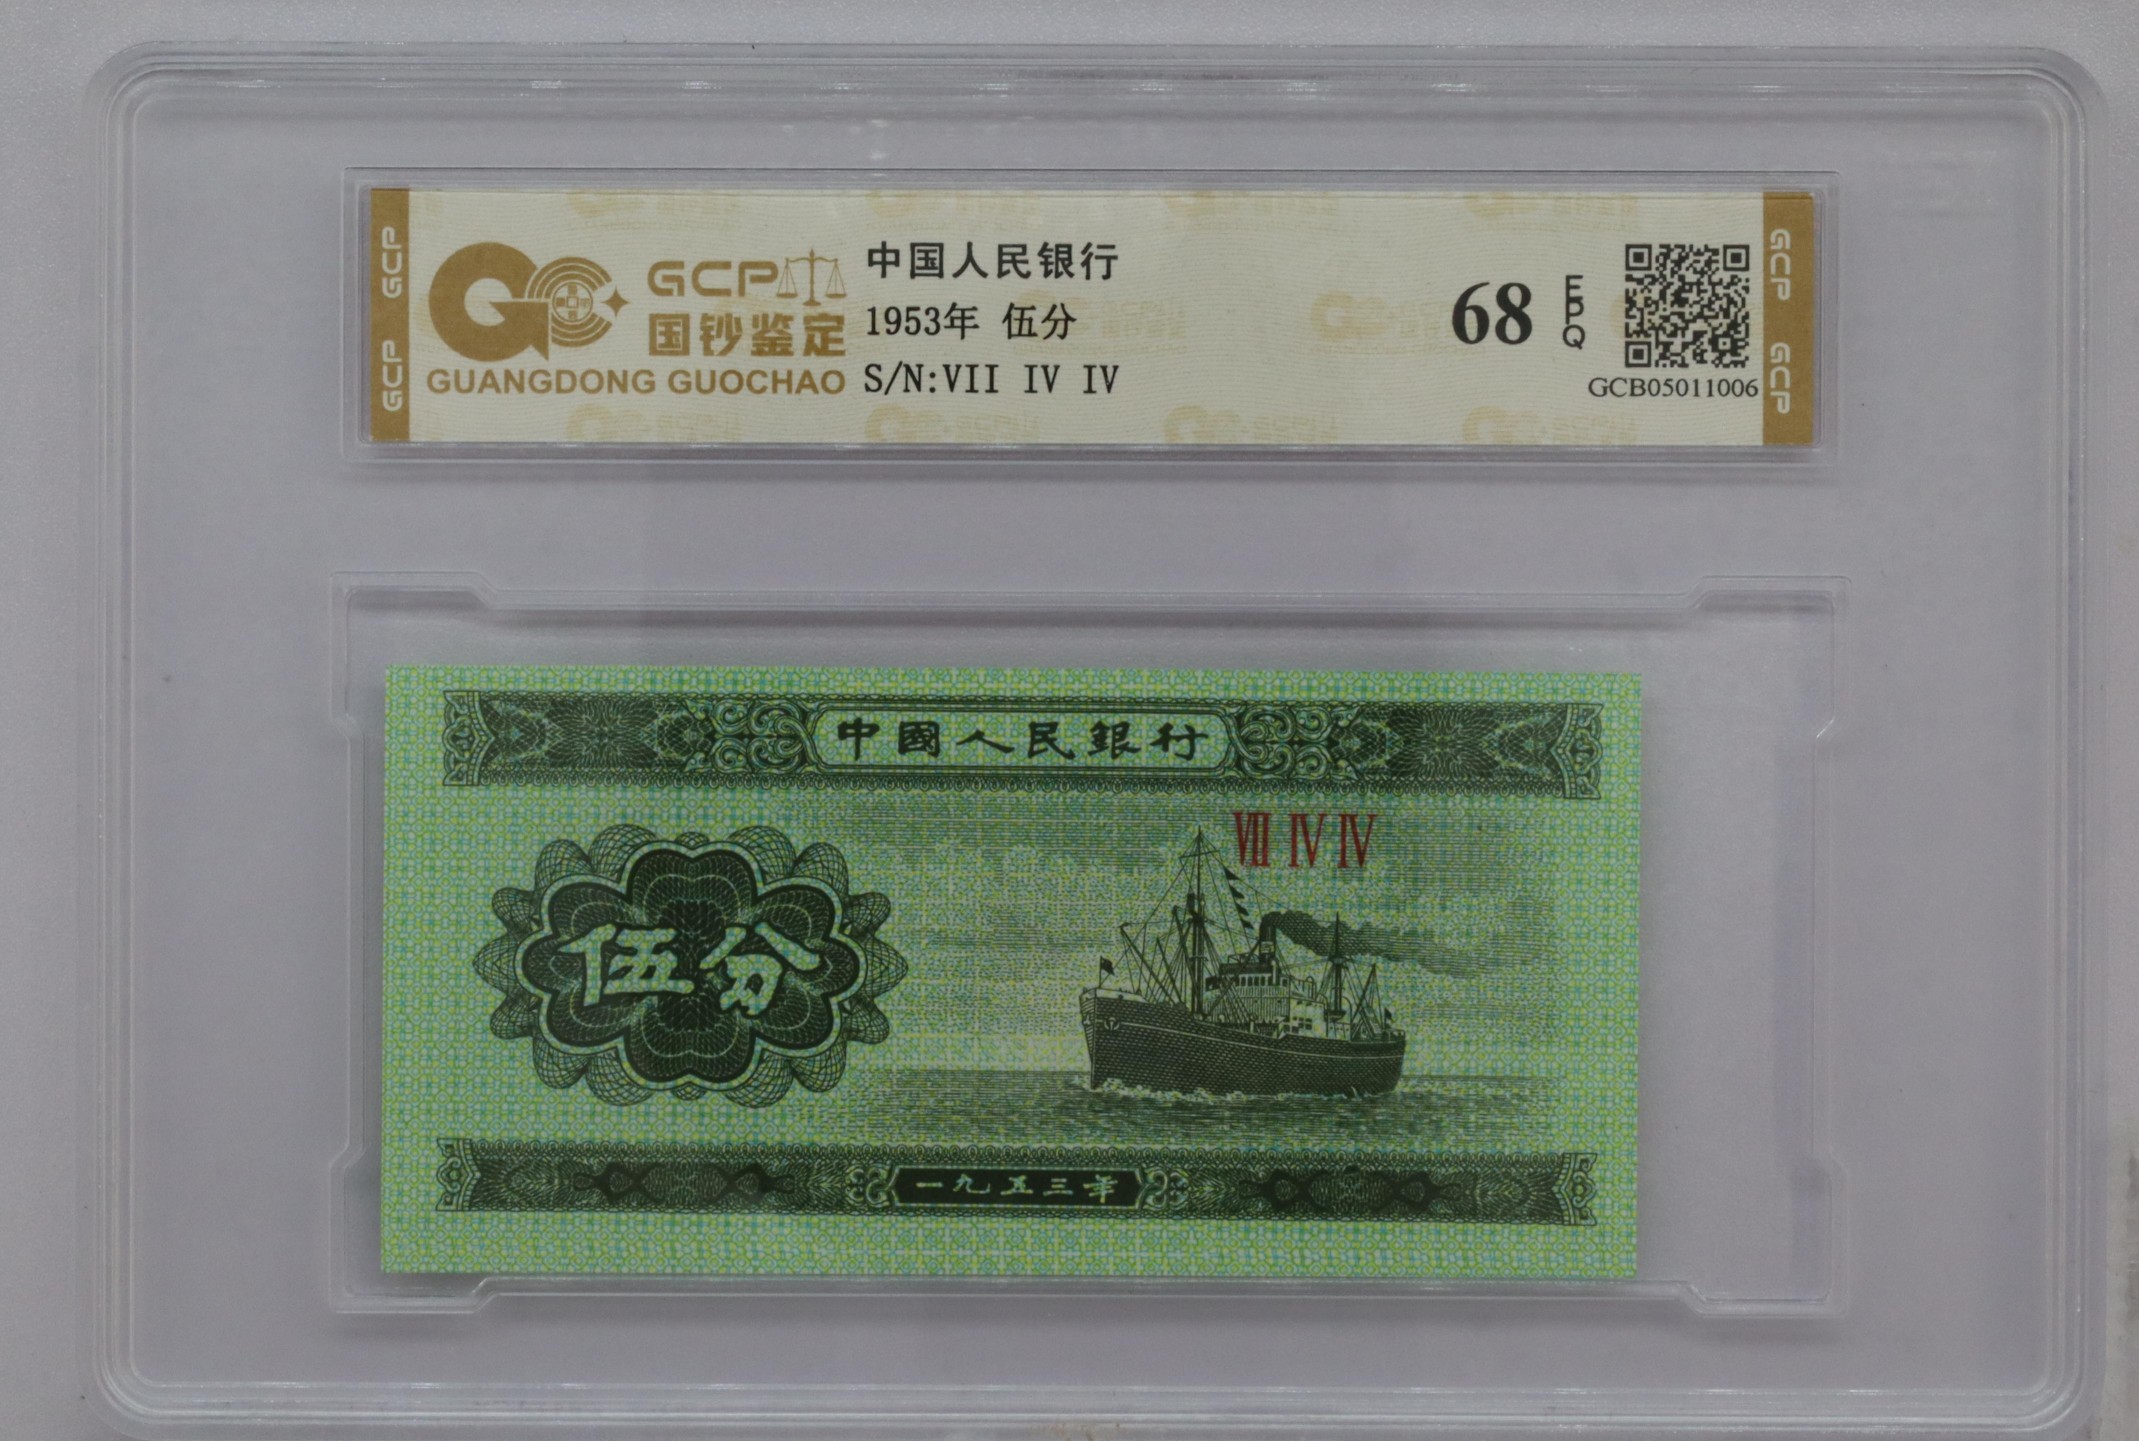 GCP
GCP
GCP
国钞鉴定
GUANGDONG GUOCHAO
中国人民银行
1953年 伍分
S/N:VII IV IV
68
EPQ
GCB05011006
GCP
GCP
中國人民銀行
VII IV IV
伍分
一九五三年